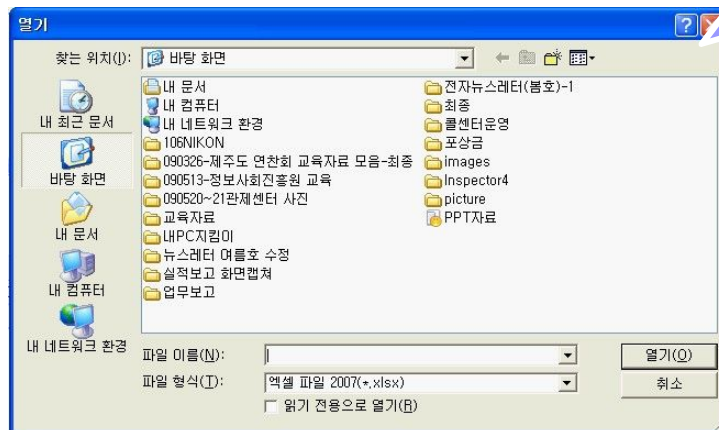 열기
찾는 위치(I): 바탕 화면
내 최근 문서
바탕 화면
내 문서
내 컴퓨터
내 네트워크 환경
내 문서
내 컴퓨터
내 네트워크 환경
106NIKON
090326-제주도 연찬회 교육자료 모음-최종
090513-정보사회진흥원 교육
090520~21관제센터 사진
교육자료
내PC지킴이
뉴스레터 여름호 수정
실적보고 화면캡쳐
업무보고
전자뉴스레터(봄호)-1
최종
콜센터운영
포상금
images
Inspector4
picture
PPT자료
파일 이름(N):
열기(O)
파일 형식(T): 엑셀 파일 2007(*.xlsx)
취소
읽기 전용으로 열기(R)